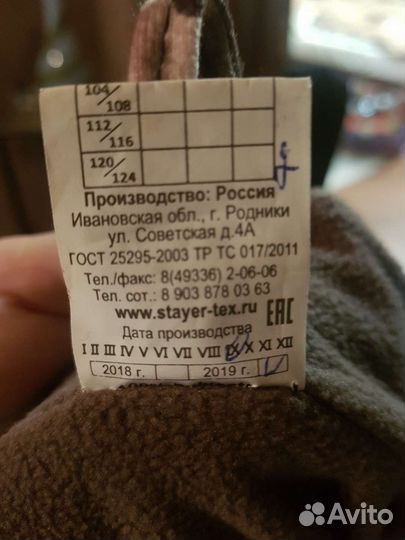 104/108
112/116
120/124
Производство: Россия
Ивановская обл., г. Родники
ул. Советская д.4А
ГОСТ 25295-2003 ТР ТС 017/2011
Тел./факс: 8(49336) 2-06-06
Тел. сот.: 8 903 878 03 63
www.stayer-tex.ru EAC
Дата производства
I II III IV V VI VII VIII IX X XI XII
2018 г. 2019 г. V
Avito